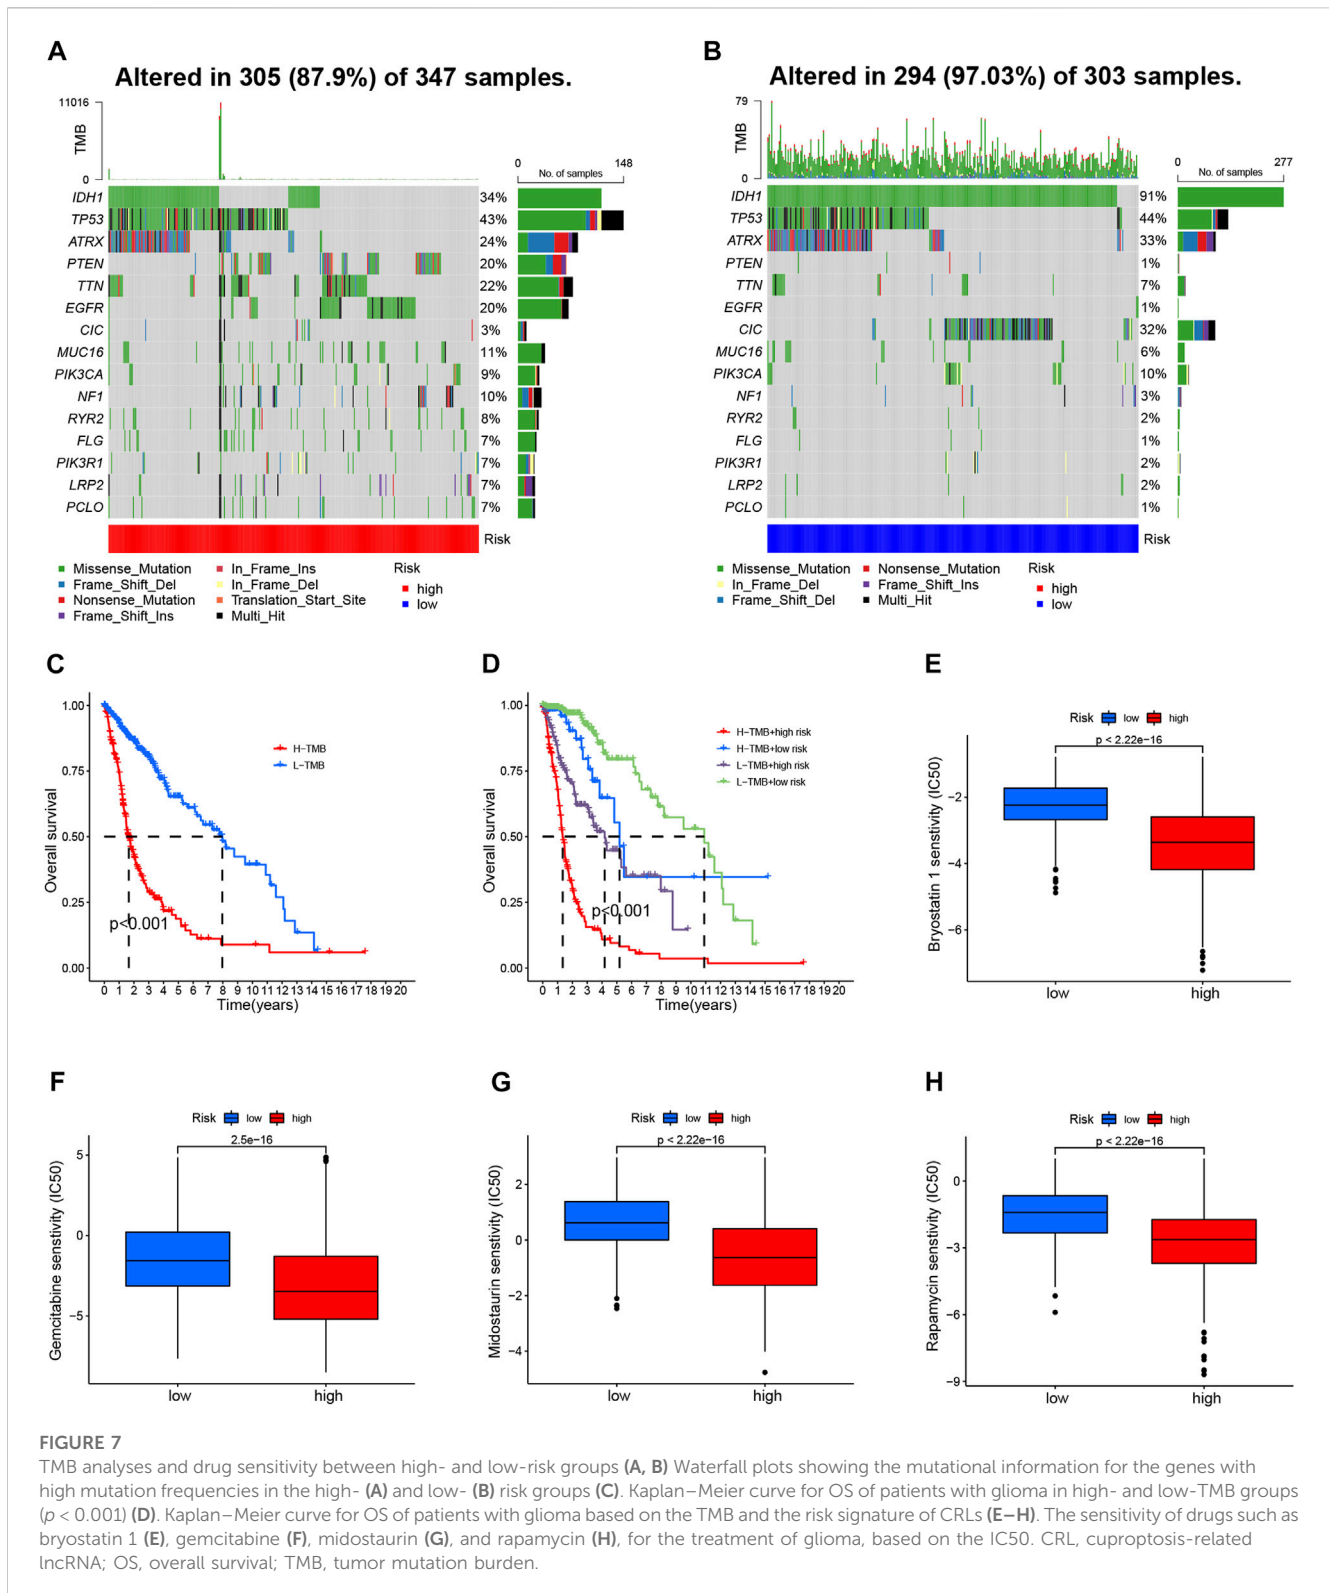 A
Altered in 305 (87.9%) of 347 samples.
11016
TMB
0
0 148
No. of samples
IDH1 34%
TP53 43%
ATRX 24%
PTEN 20%
TTN 22%
EGFR 20%
CIC 3%
MUC16 11%
PIK3CA 9%
NF1 10%
RYR2 8%
FLG 7%
PIK3R1 7%
LRP2 7%
PCLO 7%
Risk
Missense_Mutation In_Frame_Ins Risk
Frame_Shift_Del In_Frame_Del high
Nonsense_Mutation Translation_Start_Site low
Frame_Shift_Ins Multi_Hit
B
Altered in 294 (97.03%) of 303 samples.
79
TMB
0
0 277
No. of samples
IDH1 91%
TP53 44%
ATRX 33%
PTEN 1%
TTN 7%
EGFR 1%
CIC 32%
MUC16 6%
PIK3CA 10%
NF1 3%
RYR2 2%
FLG 1%
PIK3R1 2%
LRP2 2%
PCLO 1%
Risk
Missense_Mutation Nonsense_Mutation Risk
In_Frame_Del Frame_Shift_Ins high
Frame_Shift_Del Multi_Hit low
C
Overall survival
1.00
0.75
0.50
0.25
0.00
H-TMB
L-TMB
p<0.001
0 1 2 3 4 5 6 7 8 9 10 11 12 13 14 15 16 17 18 19 20
Time(years)
D
Overall survival
1.00
0.75
0.50
0.25
0.00
H-TMB+high risk
H-TMB+low risk
L-TMB+high risk
L-TMB+low risk
p<0.001
0 1 2 3 4 5 6 7 8 9 10 11 12 13 14 15 16 17 18 19 20
Time(years)
E
Risk low high
p < 2.22e-16
Bryostatin 1 senstivity (IC50)
-2
-4
-6
low high
F
Risk low high
2.5e-16
Gemcitabine senstivity (IC50)
5
0
-5
low high
G
Risk low high
p < 2.22e-16
Midostaurin senstivity (IC50)
2
0
-2
-4
low high
H
Risk low high
p < 2.22e-16
Rapamycin senstivity (IC50)
0
-3
-6
-9
low high
FIGURE 7
TMB analyses and drug sensitivity between high- and low-risk groups (A, B) Waterfall plots showing the mutational information for the genes with
high mutation frequencies in the high- (A) and low- (B) risk groups (C). Kaplan–Meier curve for OS of patients with glioma in high- and low-TMB groups
(p < 0.001) (D). Kaplan–Meier curve for OS of patients with glioma based on the TMB and the risk signature of CRLs (E–H). The sensitivity of drugs such as
bryostatin 1 (E), gemcitabine (F), midostaurin (G), and rapamycin (H), for the treatment of glioma, based on the IC50. CRL, cuproptosis-related
lncRNA; OS, overall survival; TMB, tumor mutation burden.